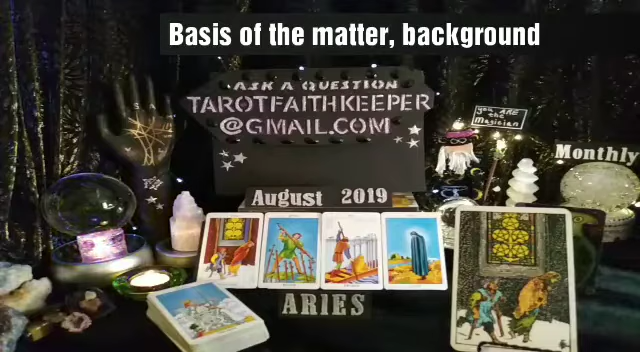 Basis of the matter, background
ASK A QUESTION
TAROTFAITHKEEPER
@GMAIL.COM
you ARE
the
Magician
Monthly
August 2019
ARIES